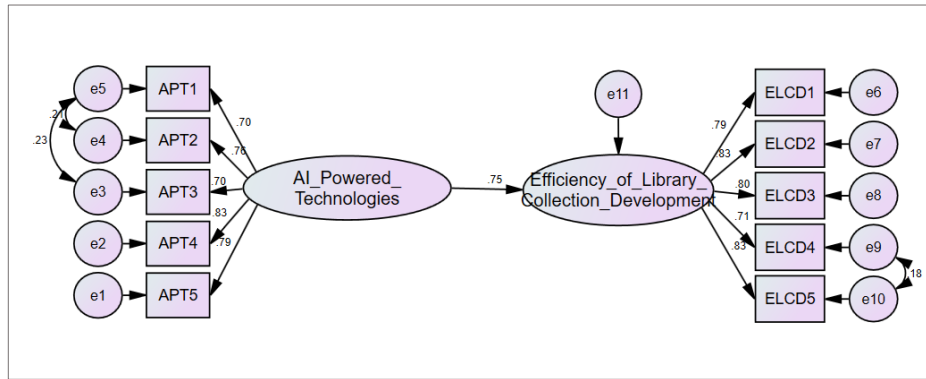 e5
APT1
.21
.70
e4
APT2
.23
.76
e3
APT3
.70
e2
APT4
.83
e1
APT5
.79
AI_Powered_
Technologies
.75
e11
Efficiency_of_Library_
Collection_Development
.79
ELCD1
e6
.83
ELCD2
e7
.80
ELCD3
e8
.71
ELCD4
e9
.83
ELCD5
e10
.18